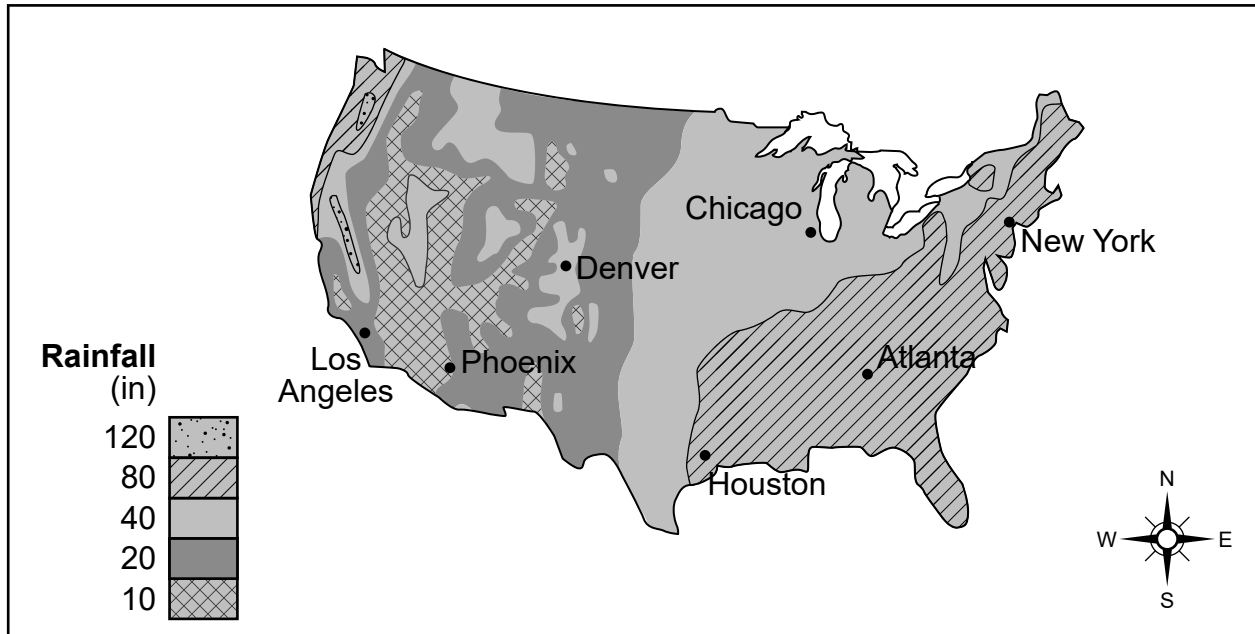 Chicago
New York
Denver
Los
Angeles
Phoenix
Atlanta
Houston
Rainfall
(in)
120
80
40
20
10
N
W
E
S